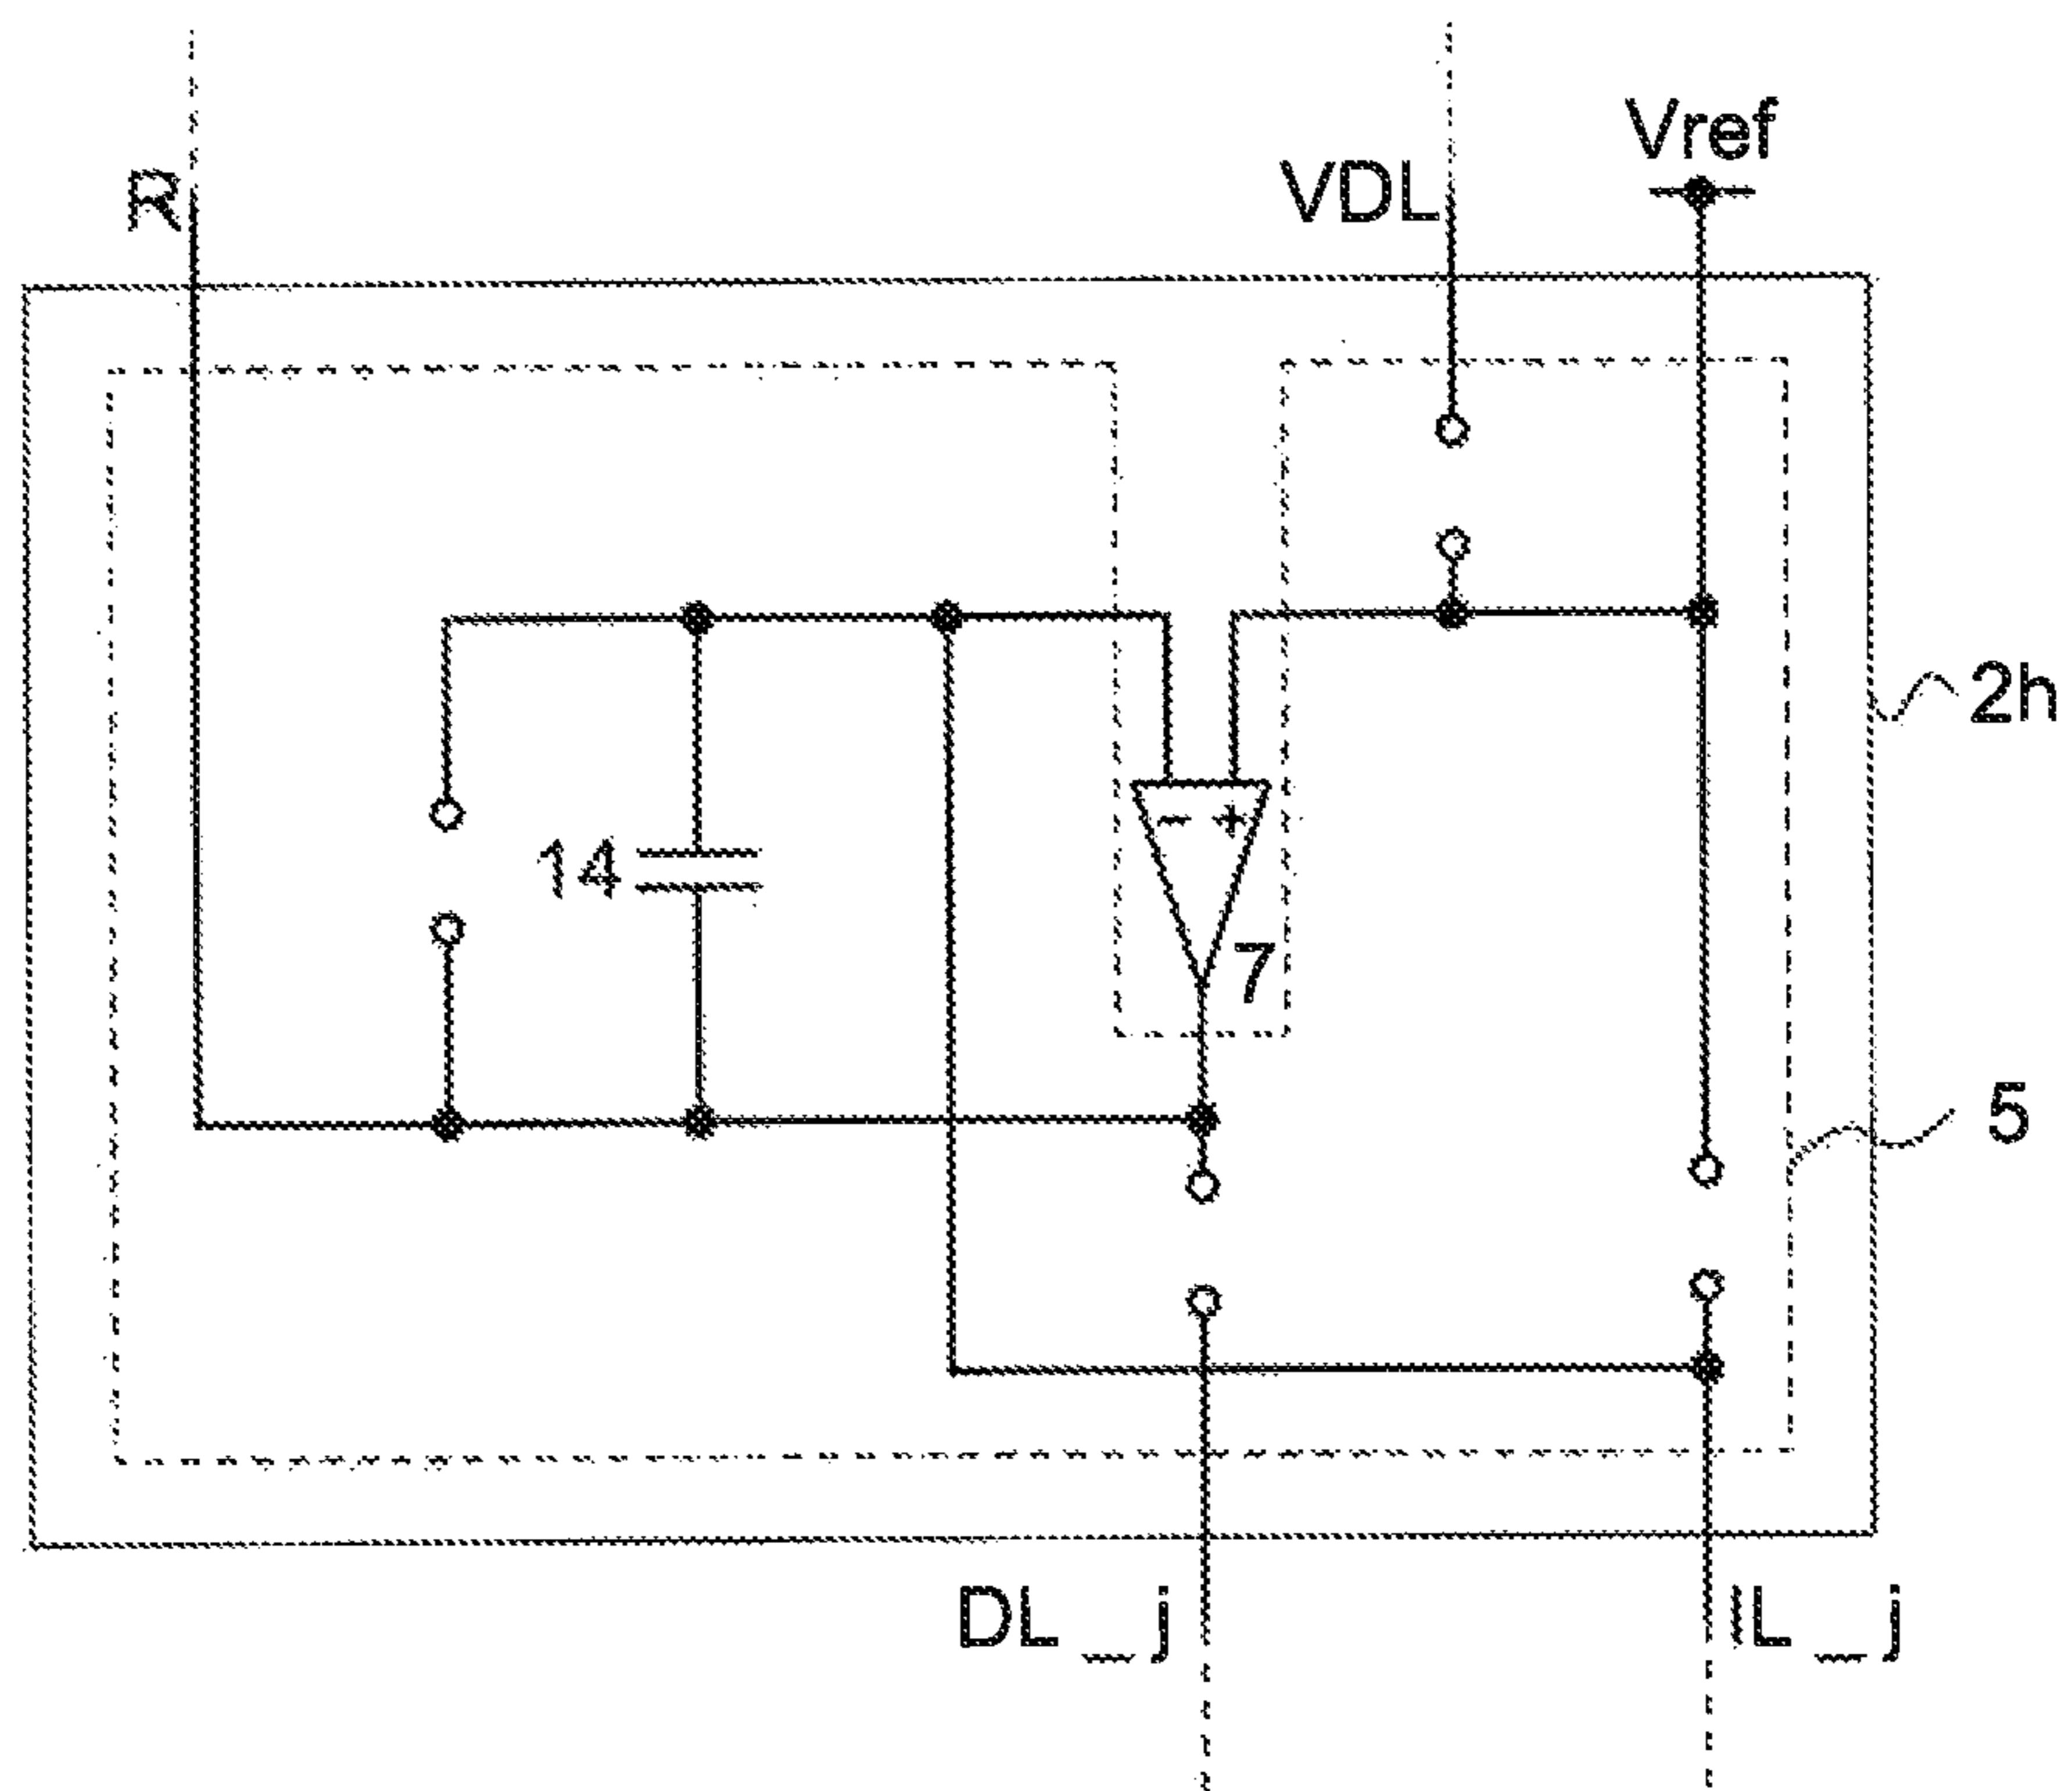 Vref
R
VDL
2h
- +
14
7
5
DL _ j
IL _ j